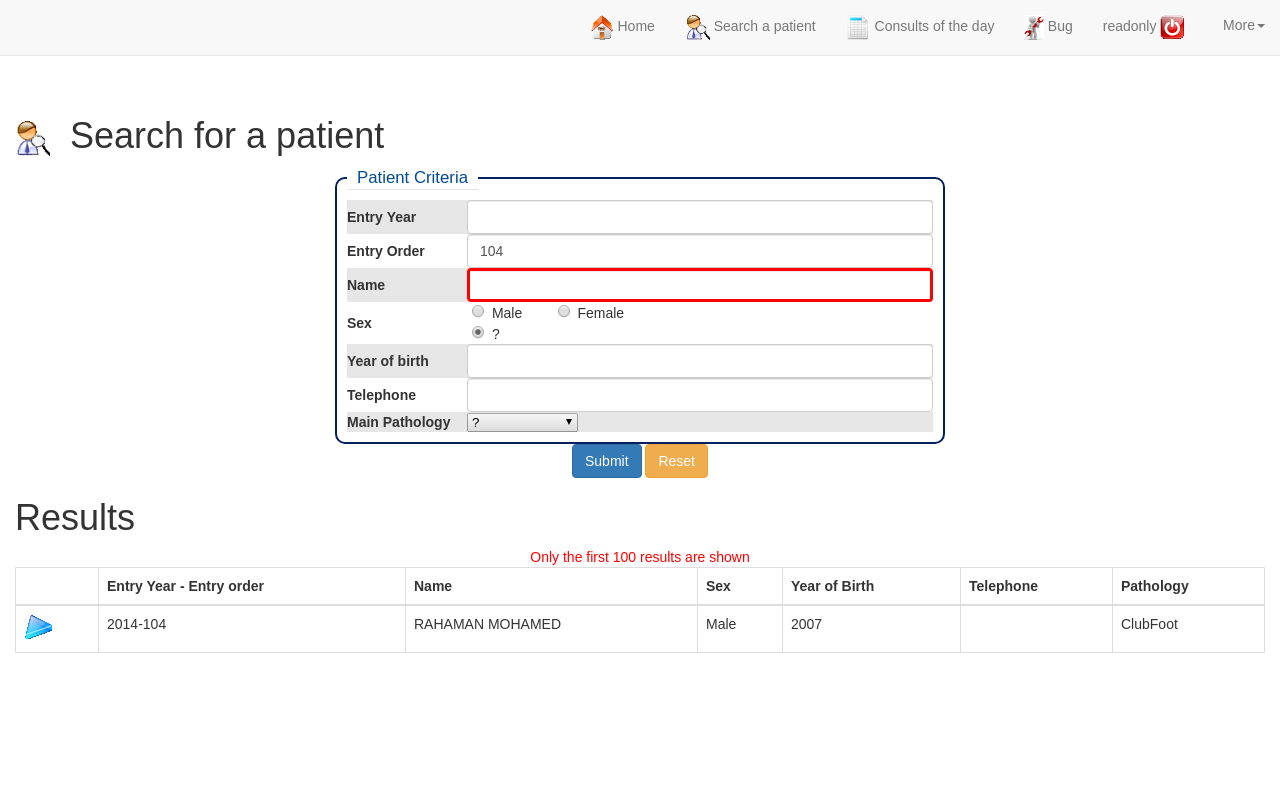 Home Search a patient Consults of the day Bug readonly More
Search for a patient
Patient Criteria
Entry Year
Entry Order 104
Name
Sex Male Female
?
Year of birth
Telephone
Main Pathology ?
Submit Reset
Results
Only the first 100 results are shown
Entry Year - Entry order Name Sex Year of Birth Telephone Pathology
2014-104 RAHAMAN MOHAMED Male 2007 ClubFoot